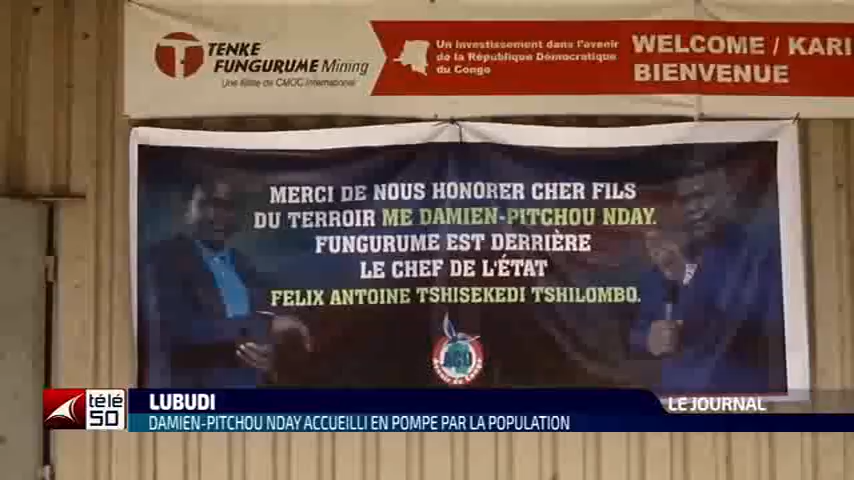 TENKE
FUNGURUME Mining
Une filiale de CMOC International
Un investissement dans l'avenir
de la République Démocratique
du Congo
WELCOME / KARI
BIENVENUE
MERCI DE NOUS HONORER CHER FILS
DU TERROIR ME DAMIEN-PITCHOU NDAY.
FUNGURUME EST DERRIÈRE
LE CHEF DE L'ÉTAT
FELIX ANTOINE TSHISEKEDI TSHILOMBO.
télé
50
LUBUDI
DAMIEN-PITCHOU NDAY ACCUEILLI EN POMPE PAR LA POPULATION
LE JOURNAL